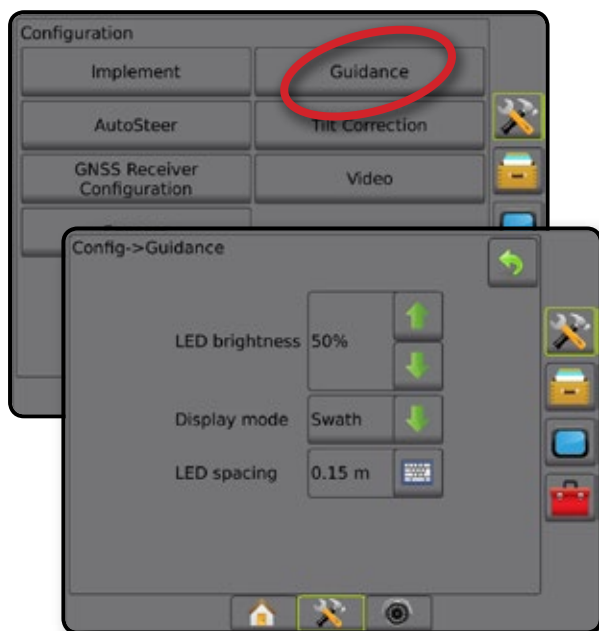 Configuration
Implement
Guidance
AutoSteer
Tilt Correction
GNSS Receiver
Configuration
Video
Config->Guidance
LED brightness 50%
Display mode Swath
LED spacing 0.15 m